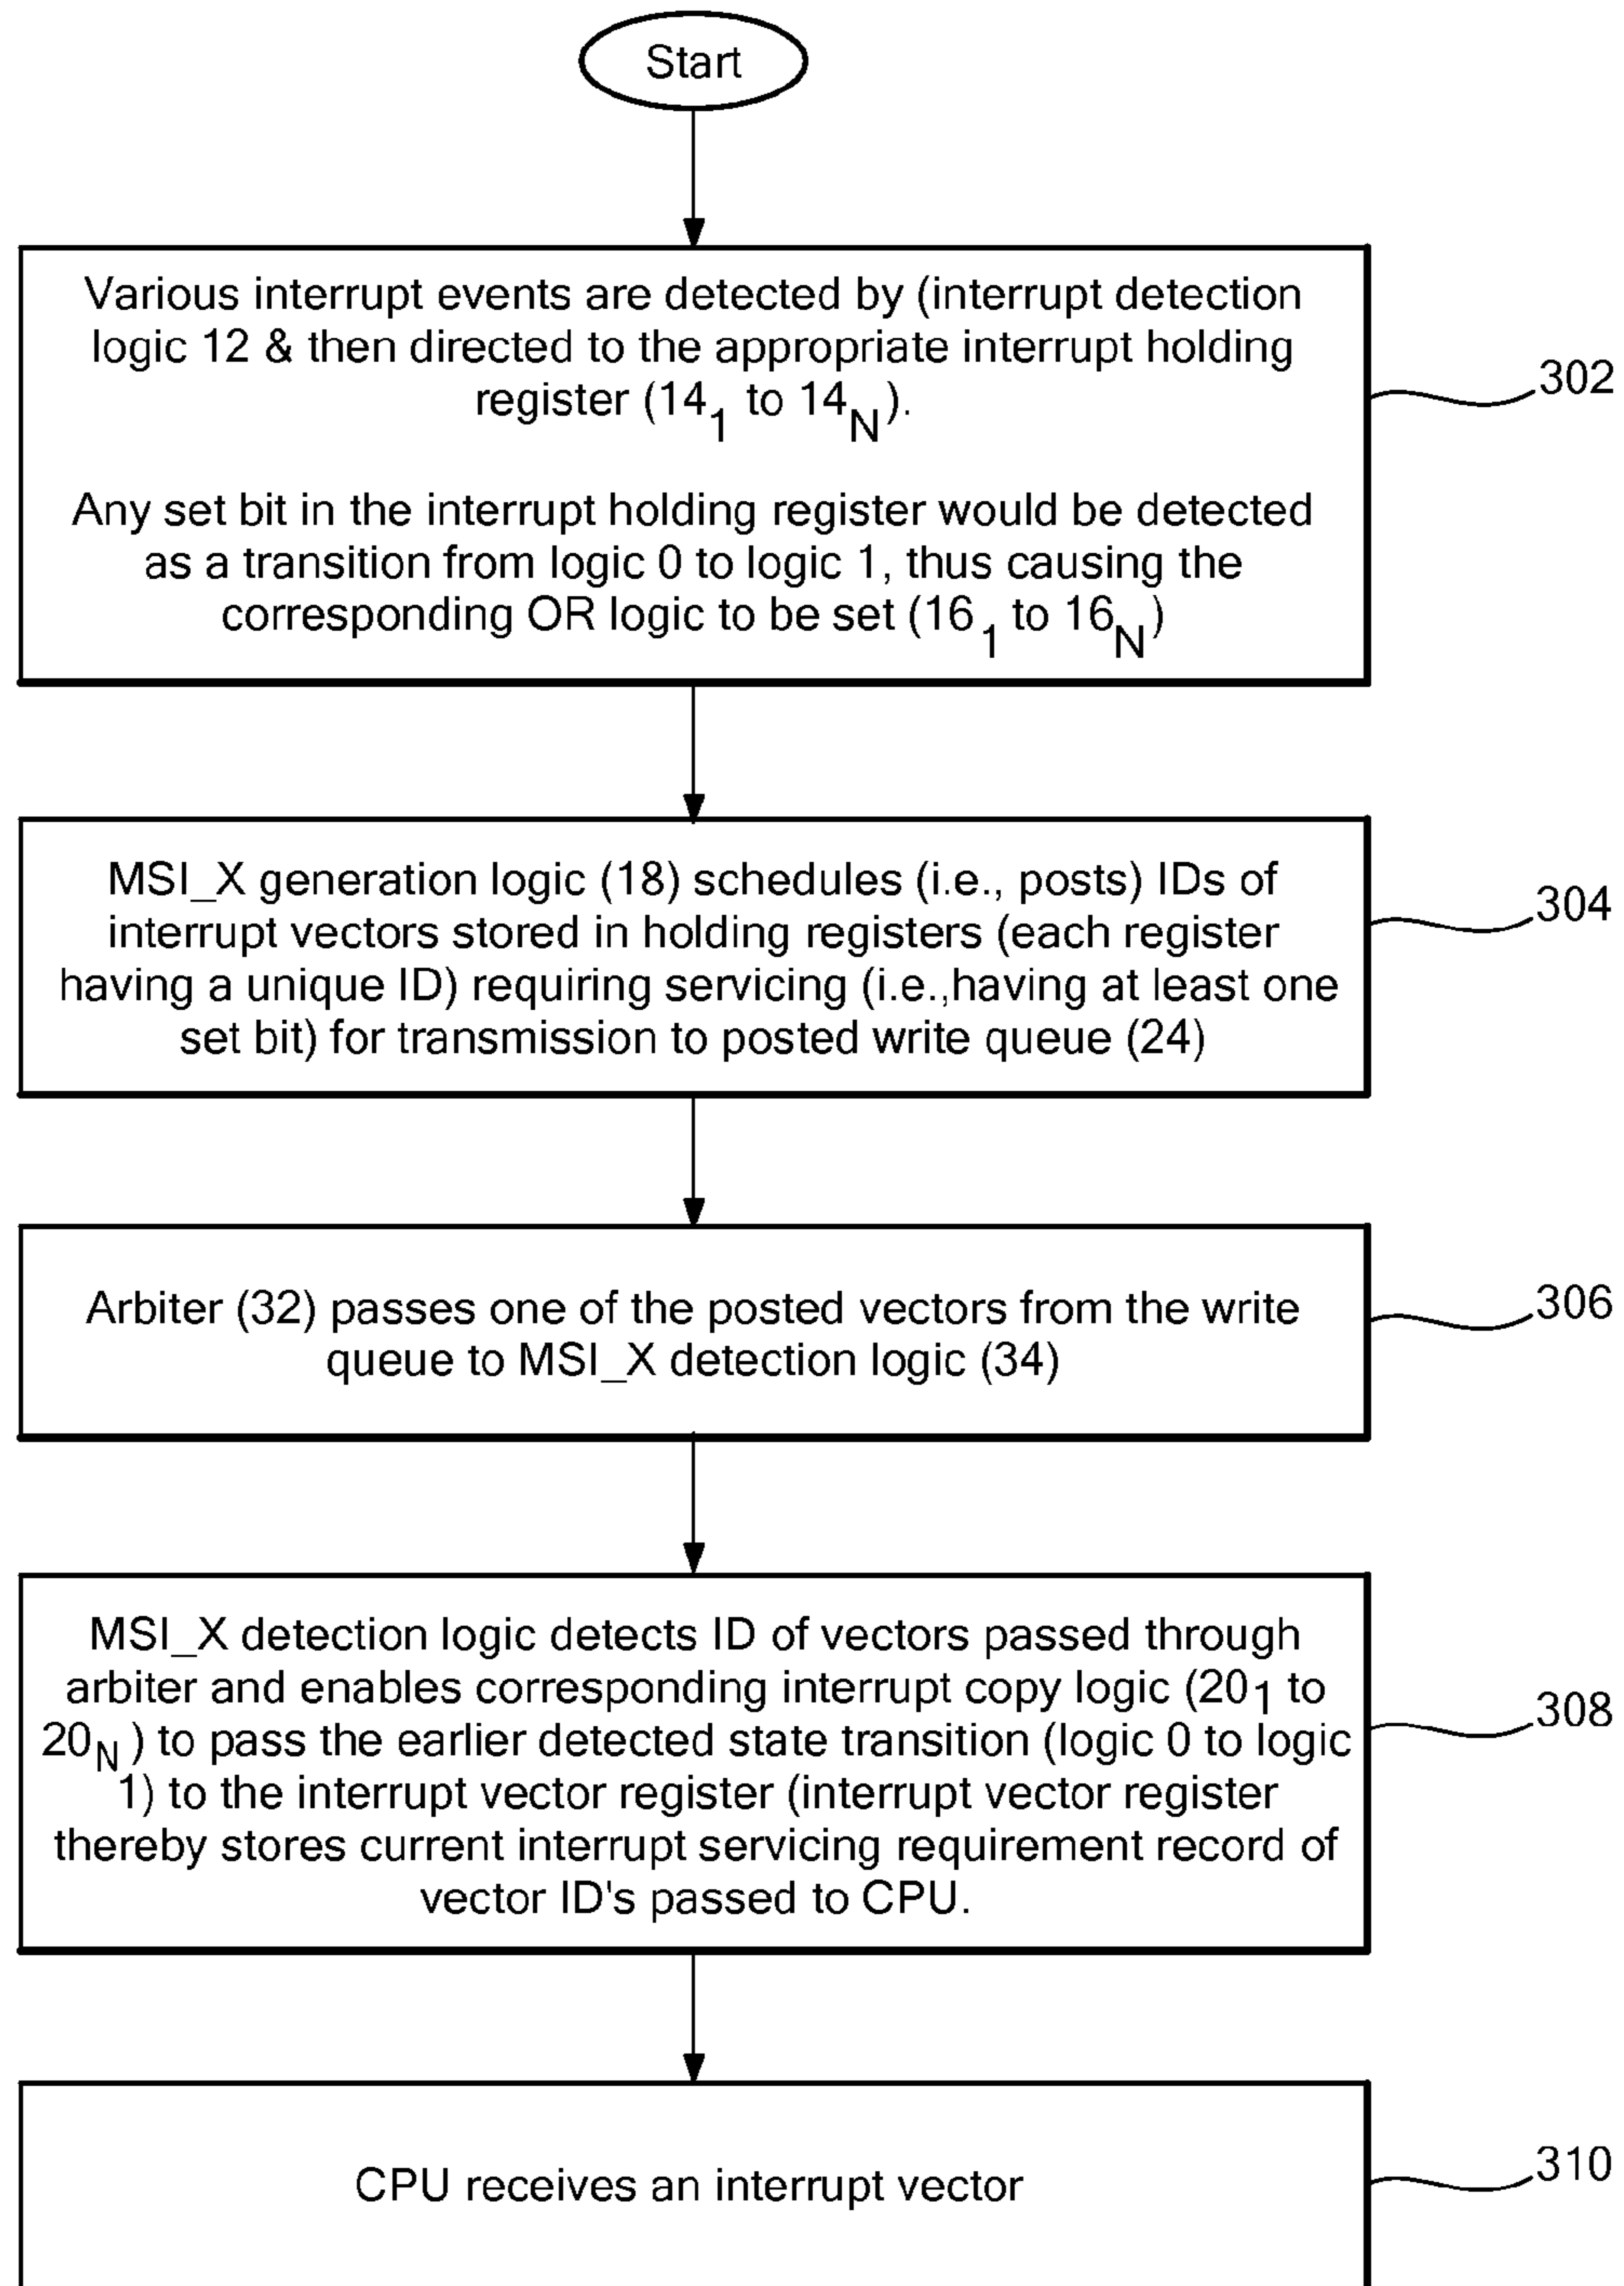 Start
Various interrupt events are detected by (interrupt detection
logic 12 & then directed to the appropriate interrupt holding
register (14₁ to 14_N).
Any set bit in the interrupt holding register would be detected
as a transition from logic 0 to logic 1, thus causing the
corresponding OR logic to be set (16₁ to 16_N)
302
MSI_X generation logic (18) schedules (i.e., posts) IDs of
interrupt vectors stored in holding registers (each register
having a unique ID) requiring servicing (i.e.,having at least one
set bit) for transmission to posted write queue (24)
304
Arbiter (32) passes one of the posted vectors from the write
queue to MSI_X detection logic (34)
306
MSI_X detection logic detects ID of vectors passed through
arbiter and enables corresponding interrupt copy logic (20₁ to
20_N) to pass the earlier detected state transition (logic 0 to logic
1) to the interrupt vector register (interrupt vector register
thereby stores current interrupt servicing requirement record of
vector ID's passed to CPU.
308
CPU receives an interrupt vector
310